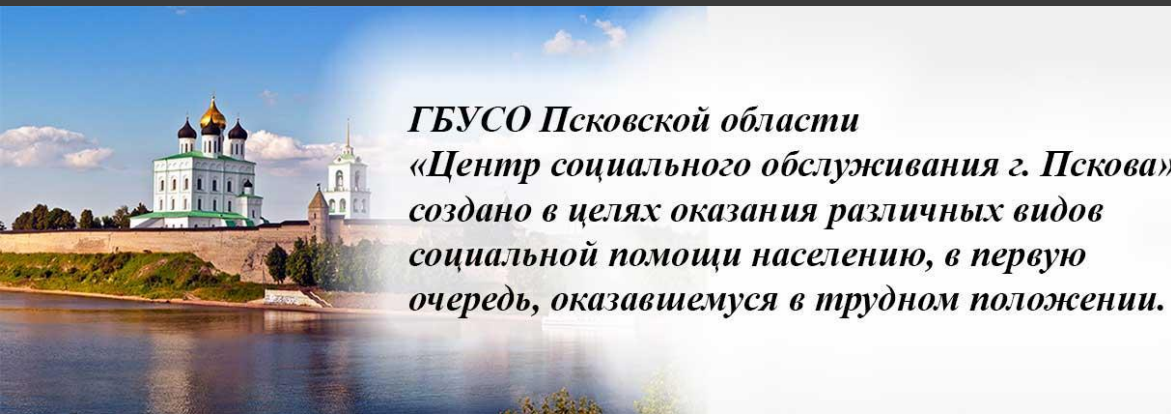 ГБУСО Псковской области
«Центр социального обслуживания г. Пскова»
создано в целях оказания различных видов
социальной помощи населению, в первую
очередь, оказавшемуся в трудном положении.